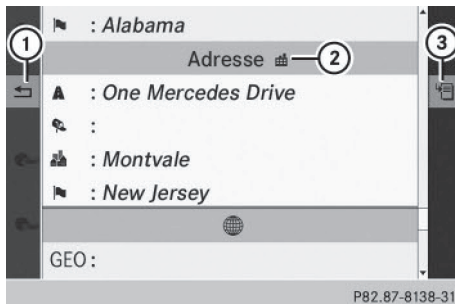 : Alabama
1
Adresse
2
3
A : One Mercedes Drive
:
: Montvale
: New Jersey
GEO:
P82.87-8138-31